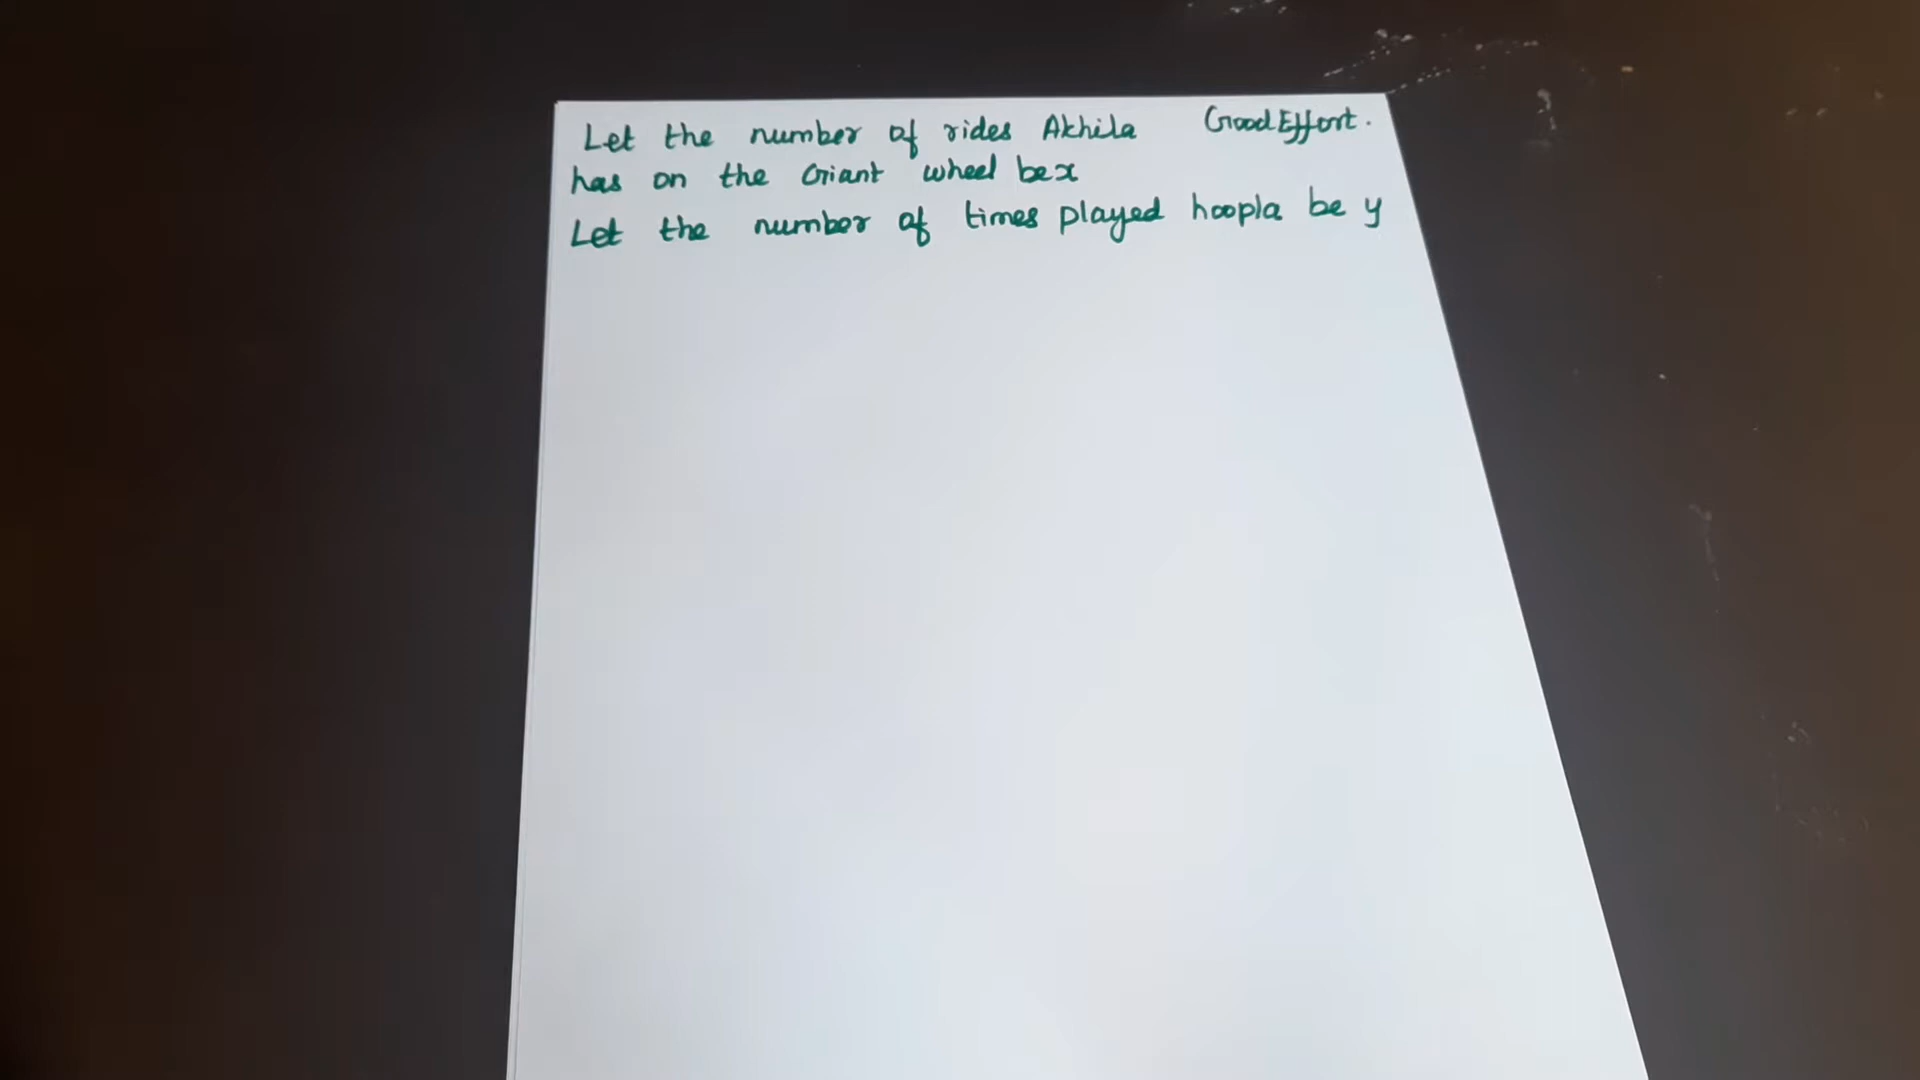 Let the number of rides Akhila Good Effort.
has on the Giant wheel be x
Let the number of times played hoopla be y